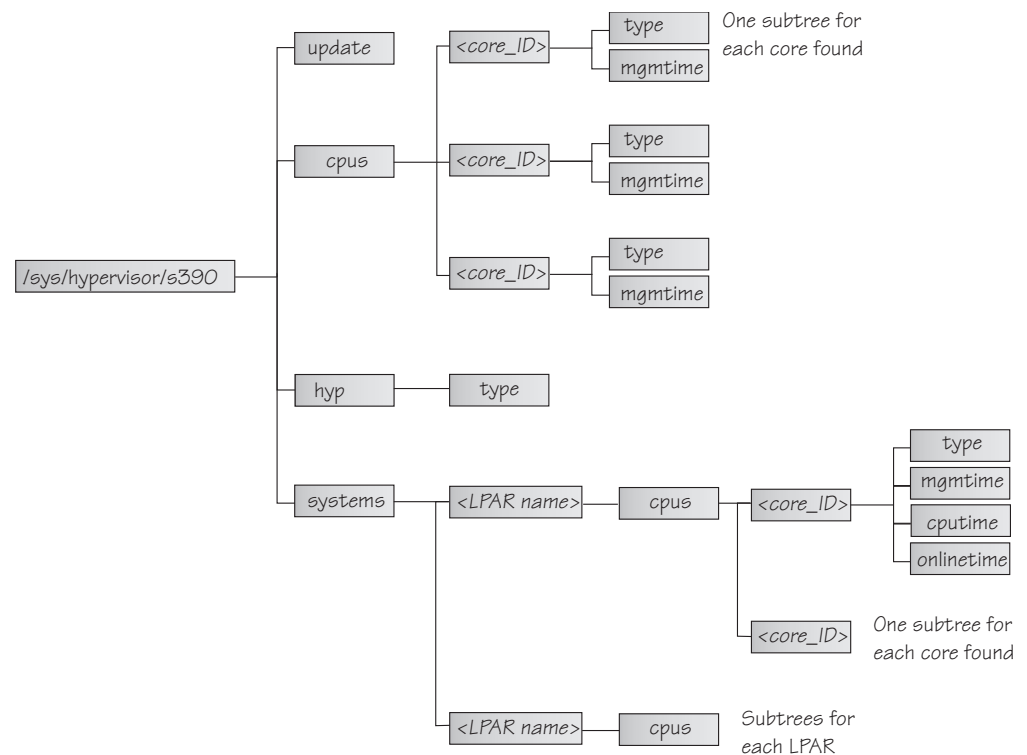 type
One subtree for
each core found
update
<core_ID>
mgmtime
type
cpus
<core_ID>
mgmtime
type
/sys/hypervisor/s390
<core_ID>
mgmtime
hyp
type
type
mgmtime
systems
<LPAR name>
cpus
<core_ID>
cputime
onlinetime
<core_ID>
One subtree for
each core found
<LPAR name>
cpus
Subtrees for
each LPAR